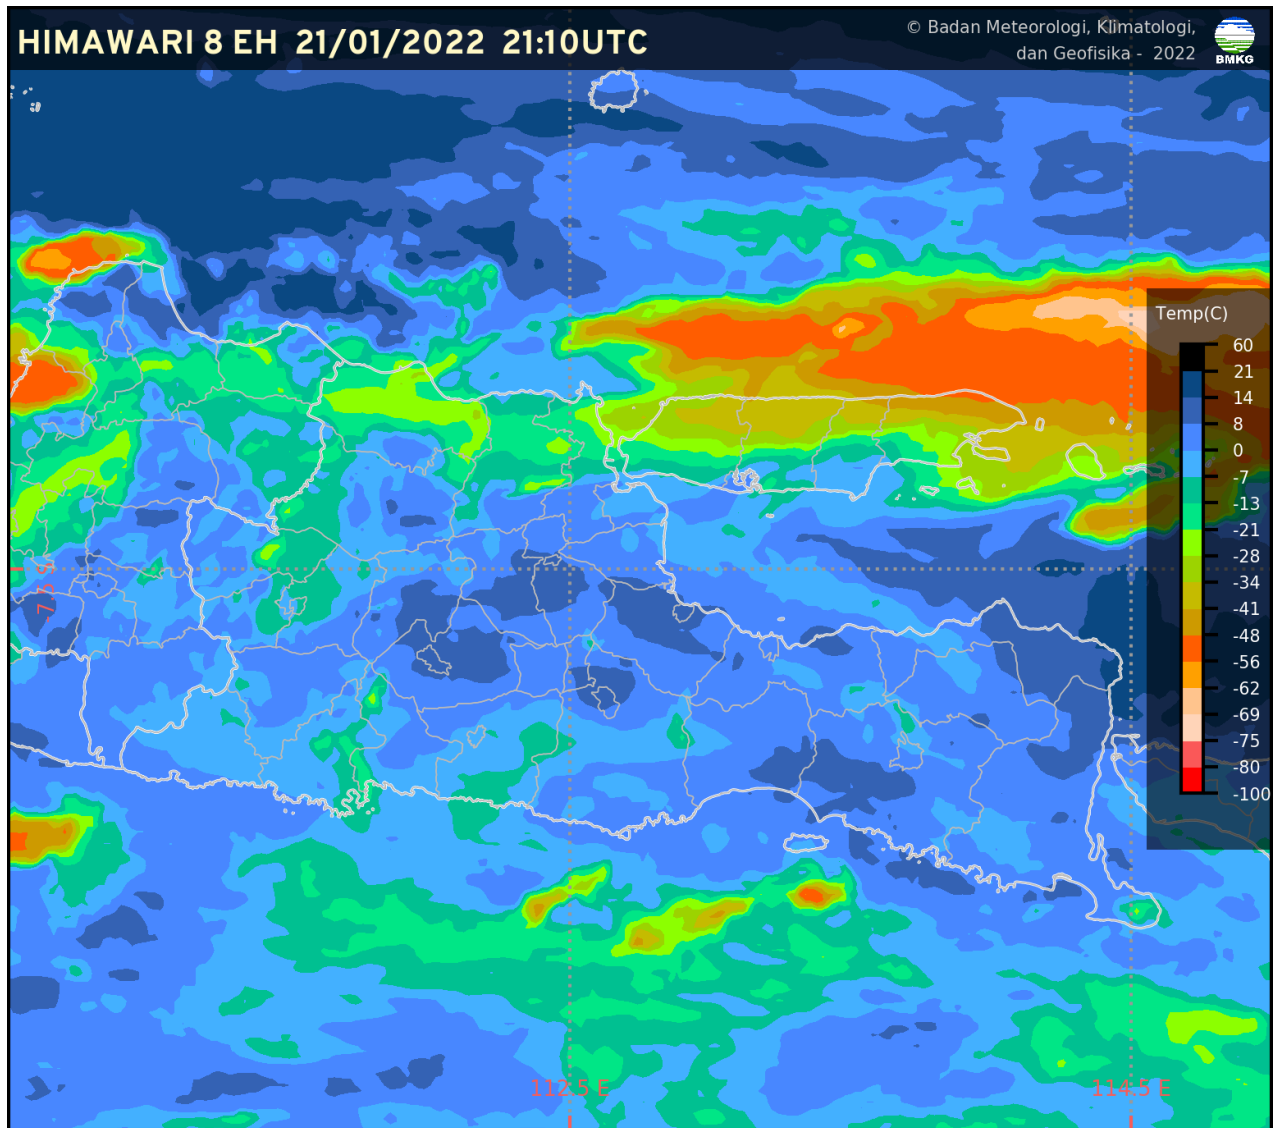 HIMAWARI 8 EH 21/01/2022 21:10UTC
© Badan Meteorologi, Klimatologi,
dan Geofisika - 2022
BMKG
Temp(C)
60
21
14
8
0
-7
-13
-21
-28
-34
-41
-48
-56
-62
-69
-75
-80
-100
-7.5 S
112.5 E
114.5 E